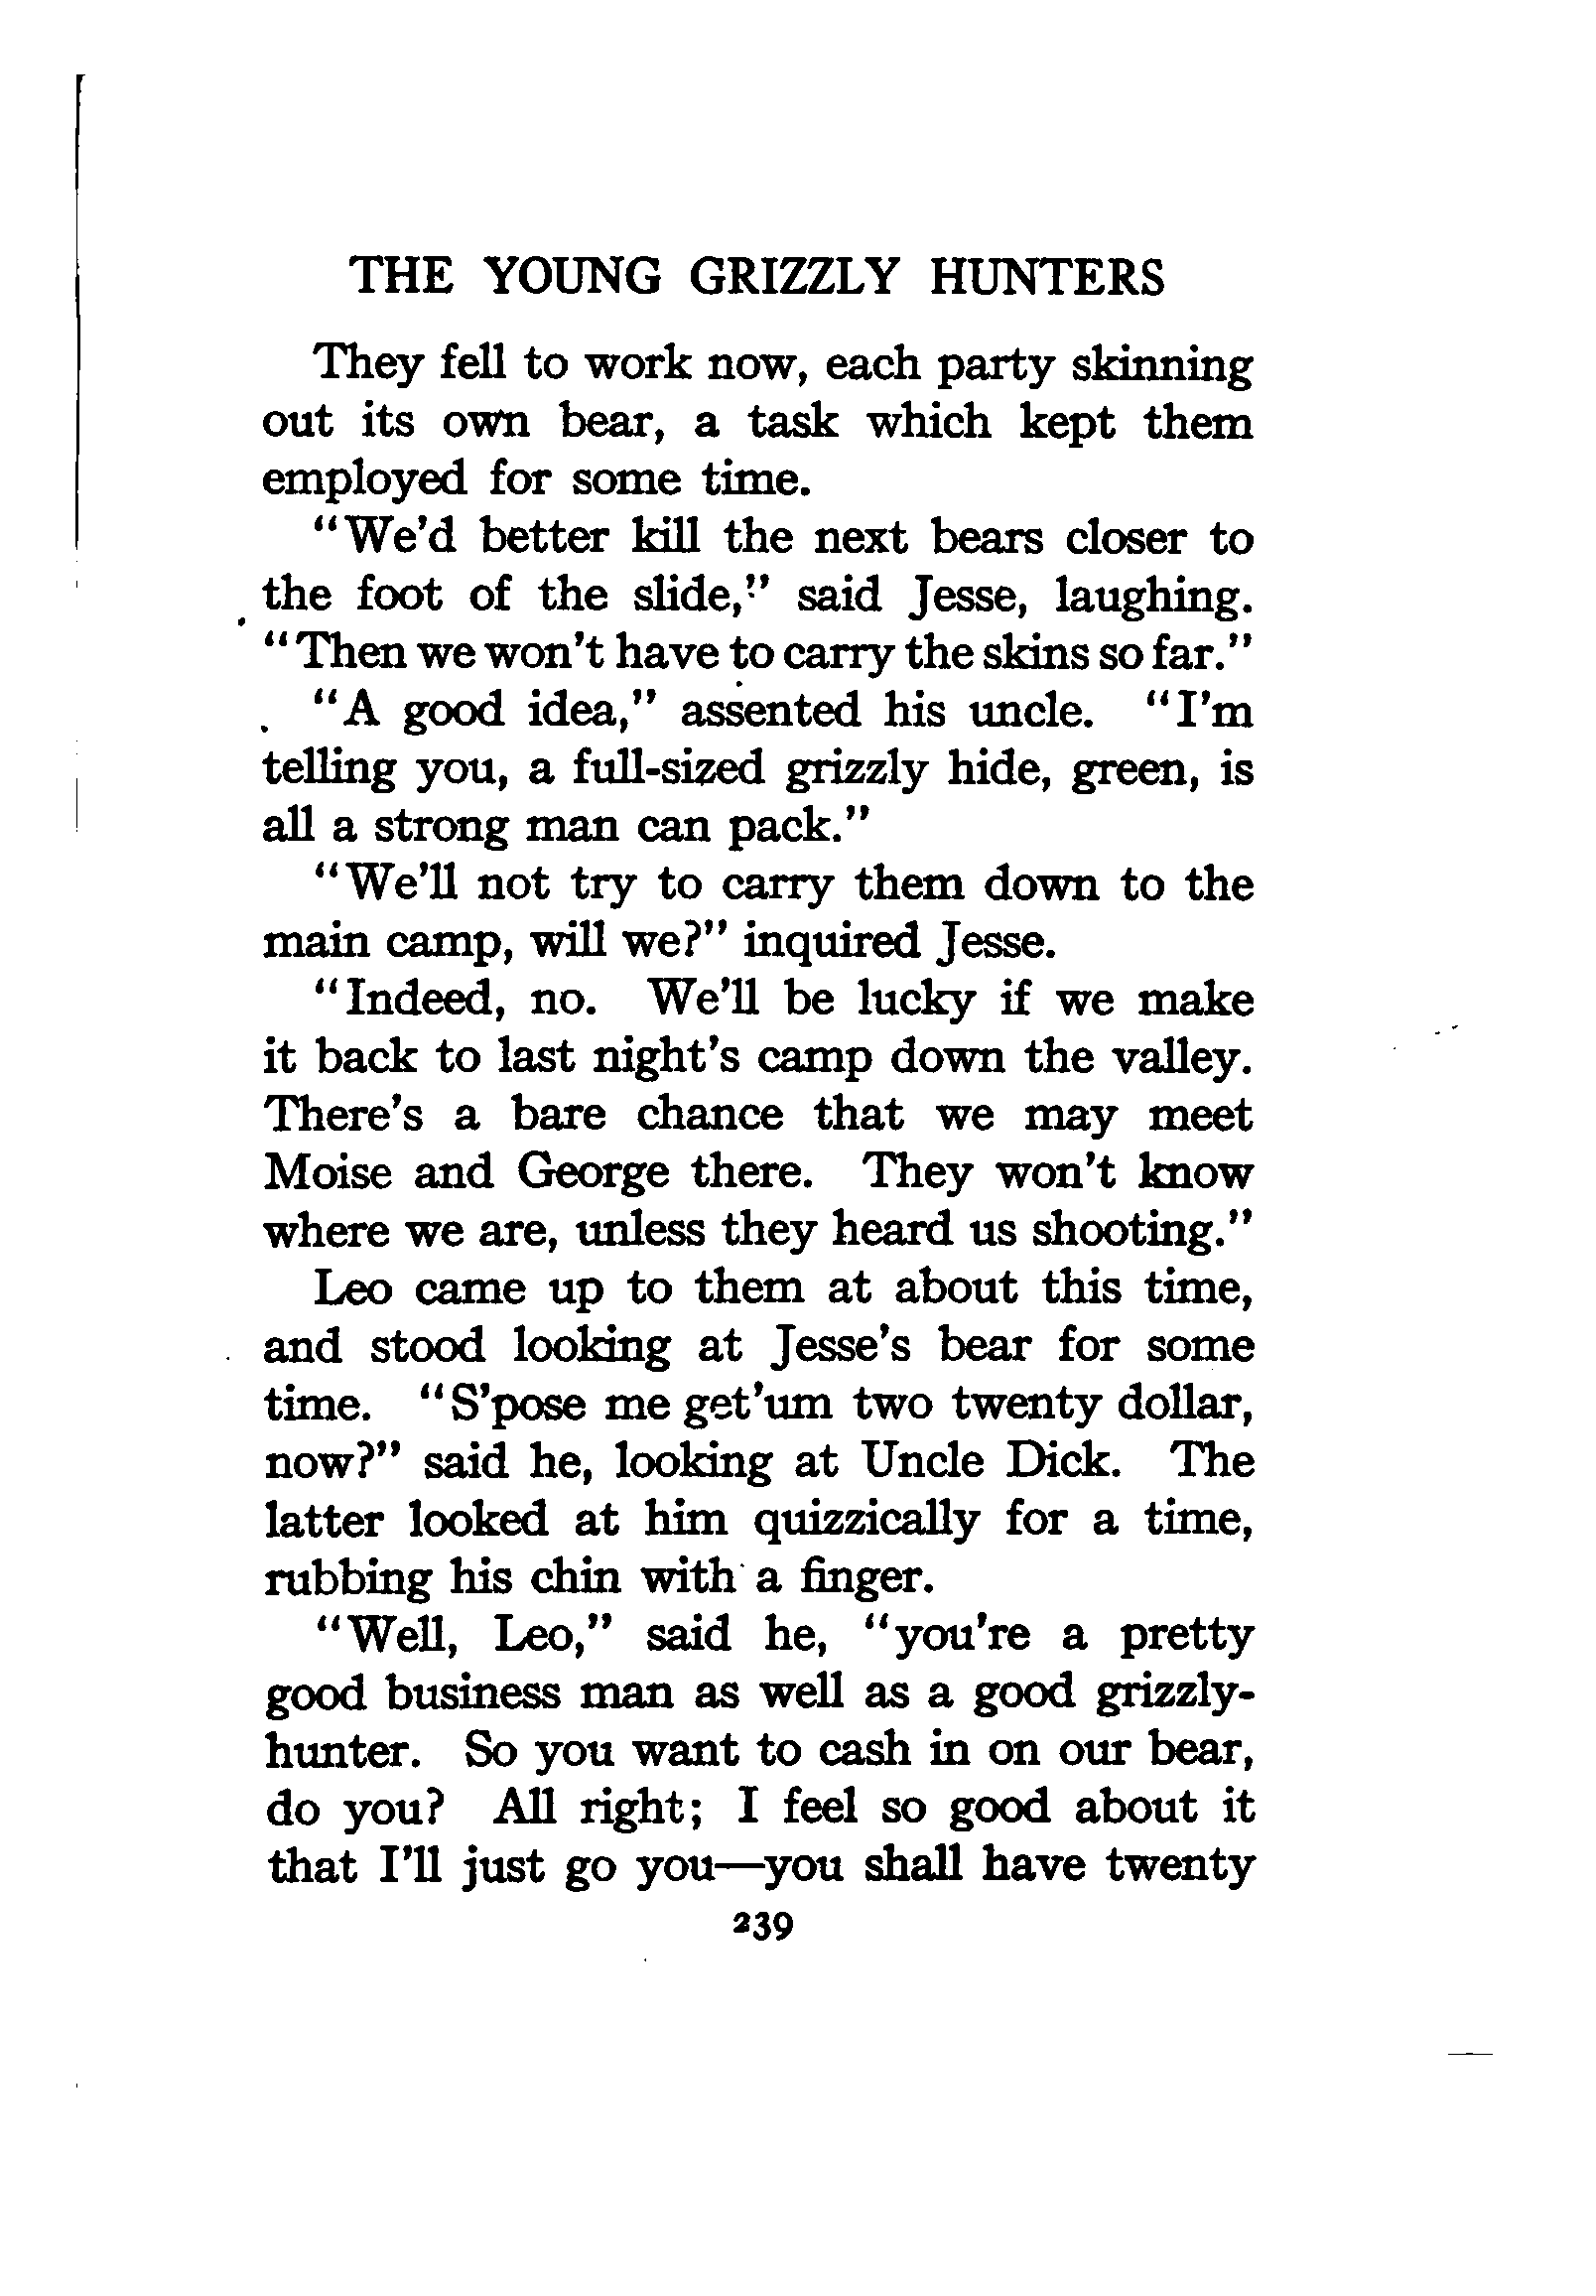 THE YOUNG GRIZZLY HUNTERS
They fell to work now, each party skinning
out its own bear, a task which kept them
employed for some time.
"We'd better kill the next bears closer to
the foot of the slide," said Jesse, laughing.
"Then we won't have to carry the skins so far."
"A good idea," assented his uncle. "I'm
telling you, a full-sized grizzly hide, green, is
all a strong man can pack."
"We'll not try to carry them down to the
main camp, will we?" inquired Jesse.
"Indeed, no. We'll be lucky if we make
it back to last night's camp down the valley.
There's a bare chance that we may meet
Moise and George there. They won't know
where we are, unless they heard us shooting."
Leo came up to them at about this time,
and stood looking at Jesse's bear for some
time. "S'pose me get'um two twenty dollar,
now?" said he, looking at Uncle Dick. The
latter looked at him quizzically for a time,
rubbing his chin with a finger.
"Well, Leo," said he, "you're a pretty
good business man as well as a good grizzly-
hunter. So you want to cash in on our bear,
do you? All right; I feel so good about it
that I'll just go you—you shall have twenty
239